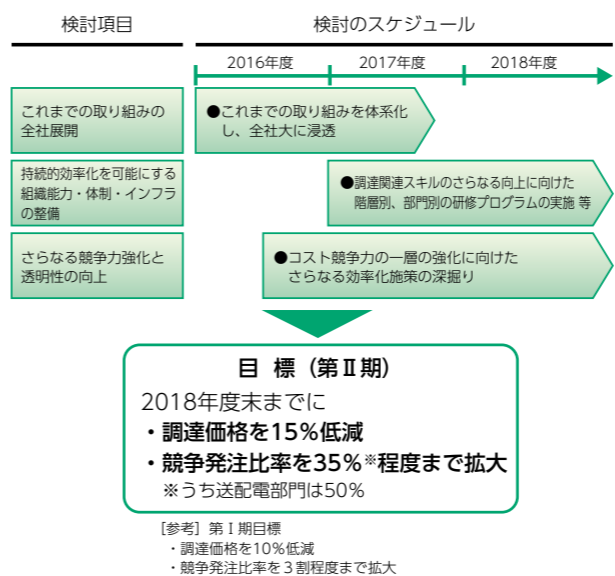 検討項目
検討のスケジュール
2016年度
2017年度
2018年度
これまでの取り組みの
全社展開
●これまでの取り組みを体系化
し、全社大に浸透
持続的効率化を可能にする
組織能力・体制・インフラ
の整備
●調達関連スキルのさらなる向上に向けた
階層別、部門別の研修プログラムの実施 等
さらなる競争力強化と
透明性の向上
●コスト競争力の一層の強化に向けた
さらなる効率化施策の深掘り
目 標（第Ⅱ期）
2018年度末までに
・調達価格を15%低減
・競争発注比率を35%※程度まで拡大
※うち送配電部門は50%
［参考］第Ⅰ期目標
・調達価格を10%低減
・競争発注比率を３割程度まで拡大